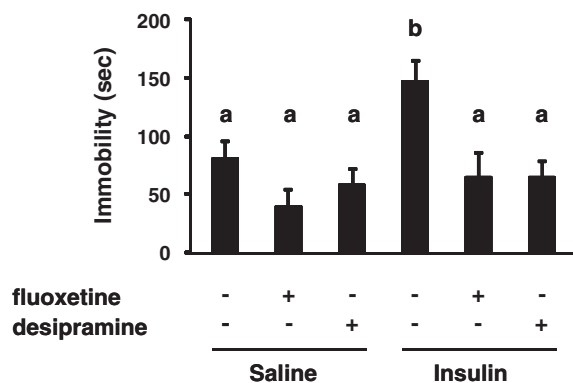 Immobility (sec)
200
150
100
50
0
a a a b a a
fluoxetine - + - - + -
desipramine - - + - - +
Saline Insulin